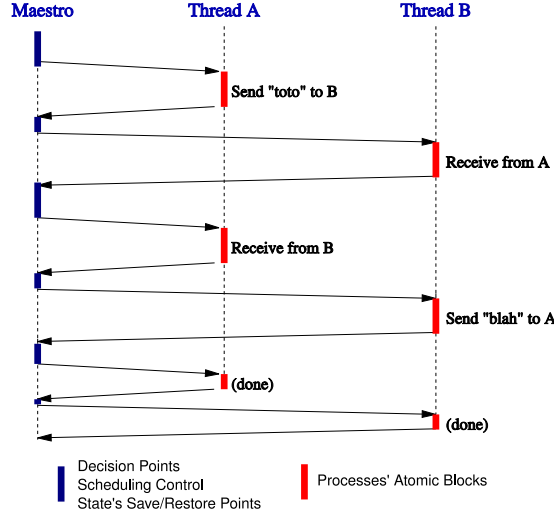 Maestro Thread A Thread B
Send "toto" to B
Receive from A
Receive from B
Send "blah" to A
(done)
(done)
Decision Points
Scheduling Control
State's Save/Restore Points
Processes' Atomic Blocks